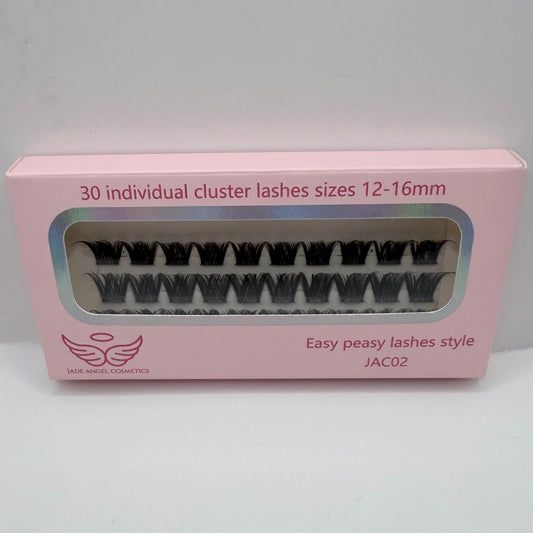 30 individual cluster lashes sizes 12-16mm
Easy peasy lashes style
JAC02
JADE ANGEL COSMETICS